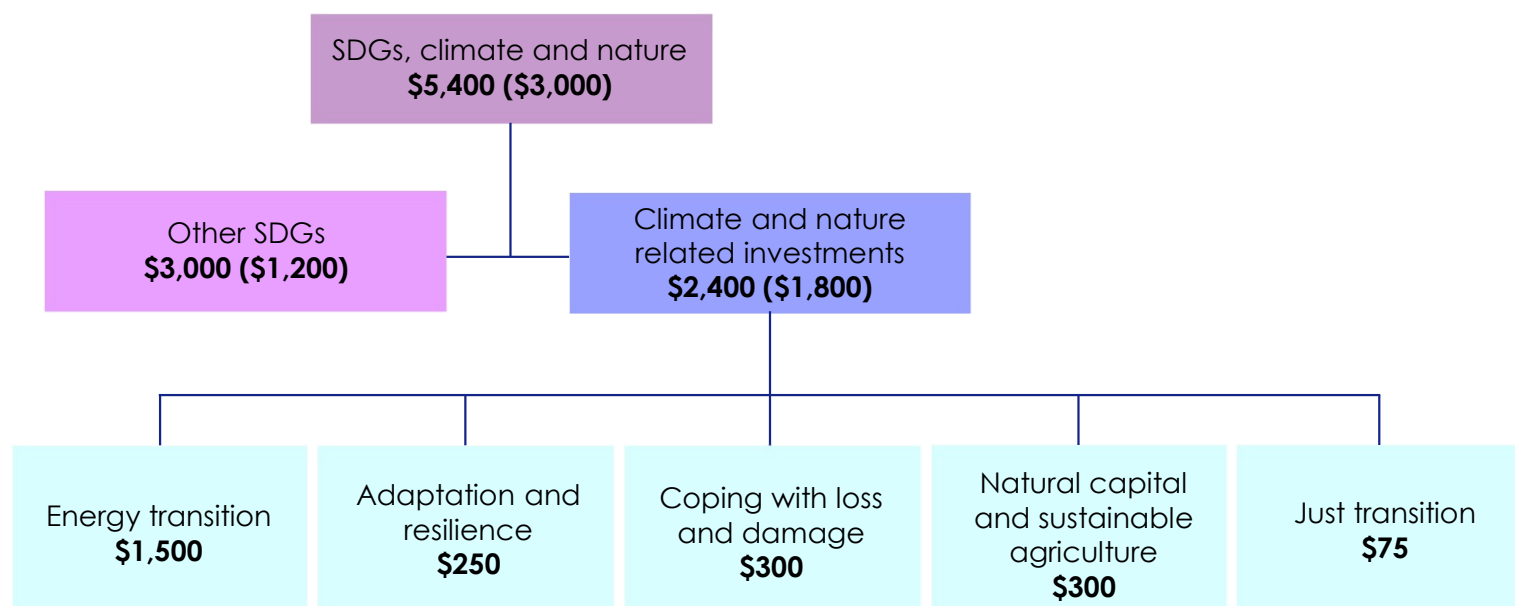 SDGs, climate and nature
$5,400 ($3,000)
Other SDGs
$3,000 ($1,200)
Climate and nature
related investments
$2,400 ($1,800)
Energy transition
$1,500
Adaptation and
resilience
$250
Coping with loss
and damage
$300
Natural capital
and sustainable
agriculture
$300
Just transition
$75